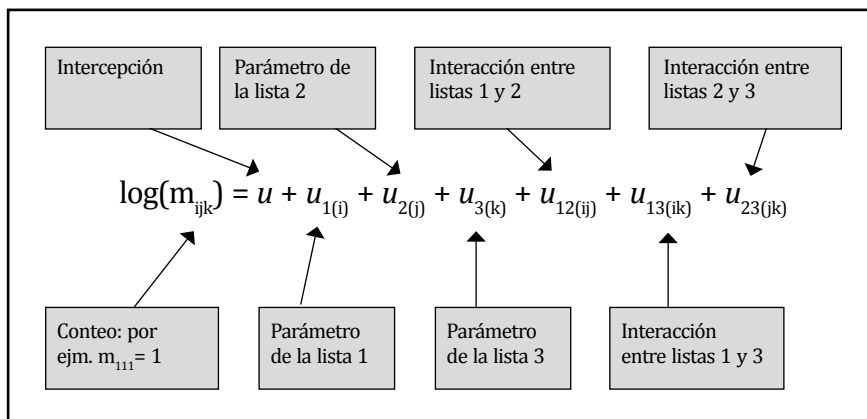 Intercepción
Parámetro de
la lista 2
Interacción entre
listas 1 y 2
Interacción entre
listas 2 y 3
log(m_ijk) = u + u_1(i) + u_2(j) + u_3(k) + u_12(ij) + u_13(ik) + u_23(jk)
Conteo: por
ejm. m_111= 1
Parámetro
de la lista 1
Parámetro
de la lista 3
Interacción
entre listas 1 y 3